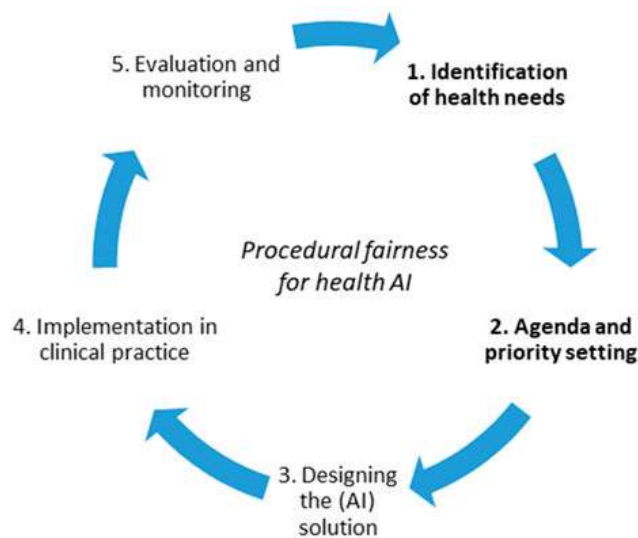 1. Identification
of health needs
2. Agenda and
priority setting
3. Designing
the (AI)
solution
4. Implementation in
clinical practice
5. Evaluation and
monitoring
Procedural fairness
for health AI